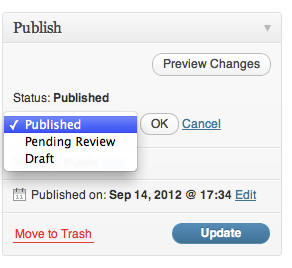 Publish
Preview Changes
Status: Published
Published
OK Cancel
Pending Review
Draft
Published on: Sep 14, 2012 @ 17:34 Edit
Move to Trash
Update